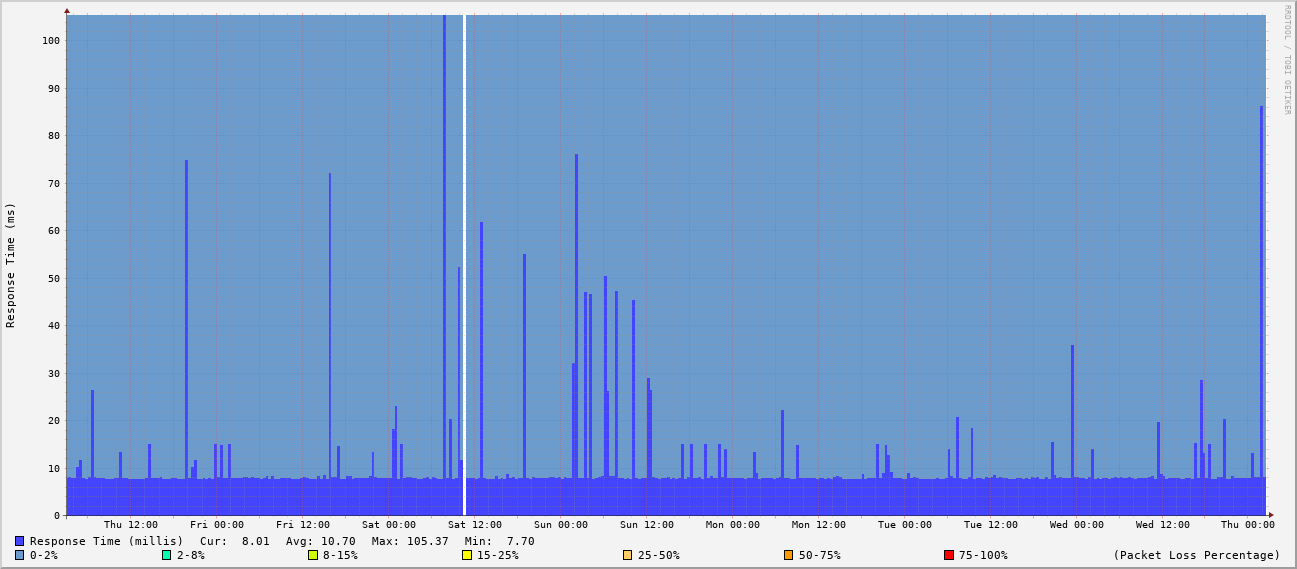 RRDTOOL / TOBI OETIKER
Response Time (ms)
100
90
80
70
60
50
40
30
20
10
0
Thu 12:00 Fri 00:00 Fri 12:00 Sat 00:00 Sat 12:00 Sun 00:00 Sun 12:00 Mon 00:00 Mon 12:00 Tue 00:00 Tue 12:00 Wed 00:00 Wed 12:00 Thu 00:00
Response Time (millis) Cur: 8.01 Avg: 10.70 Max: 105.37 Min: 7.70
0-2% 2-8% 8-15% 15-25% 25-50% 50-75% 75-100% (Packet Loss Percentage)